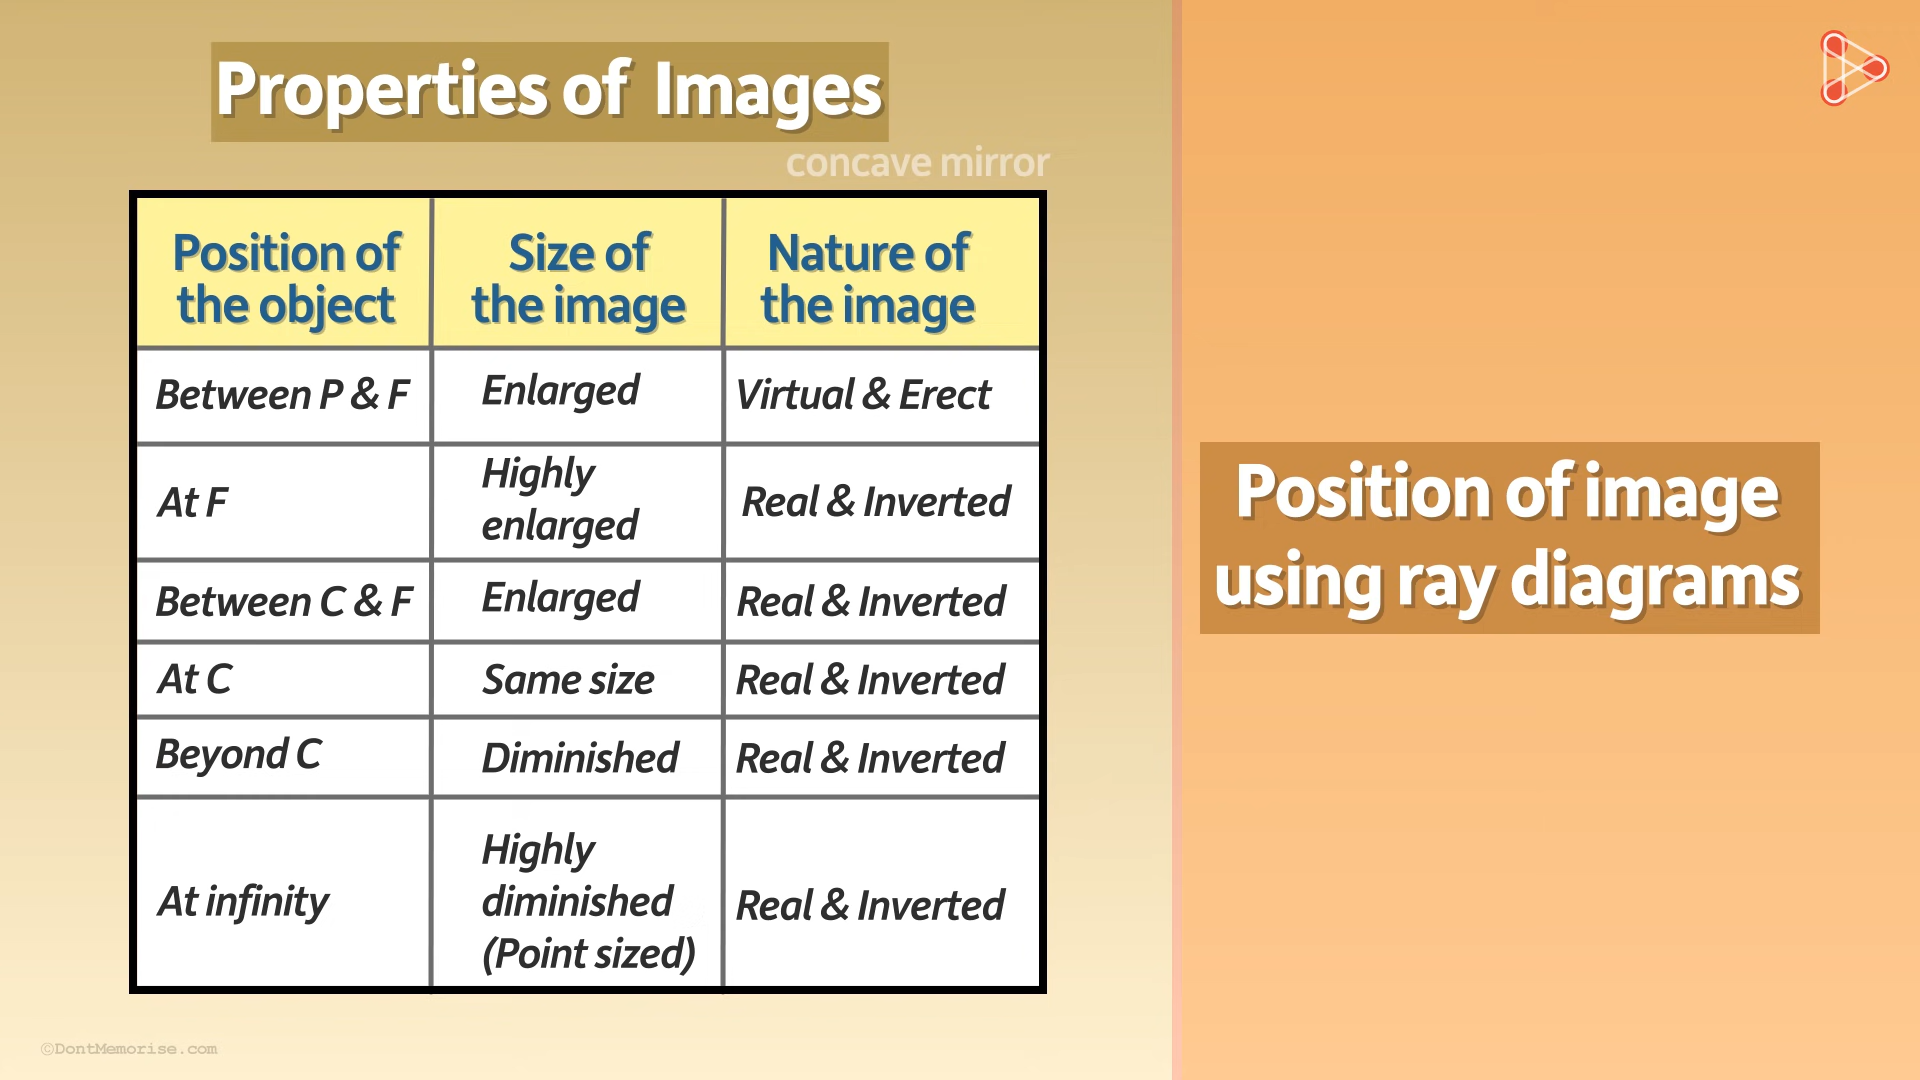 Properties of Images
concave mirror
Position of
the object
Size of
the image
Nature of
the image
Between P & F
Enlarged
Virtual & Erect
At F
Highly
enlarged
Real & Inverted
Between C & F
Enlarged
Real & Inverted
At C
Same size
Real & Inverted
Beyond C
Diminished
Real & Inverted
At infinity
Highly
diminished
(Point sized)
Real & Inverted
Position of image
using ray diagrams
©DontMemorise.com